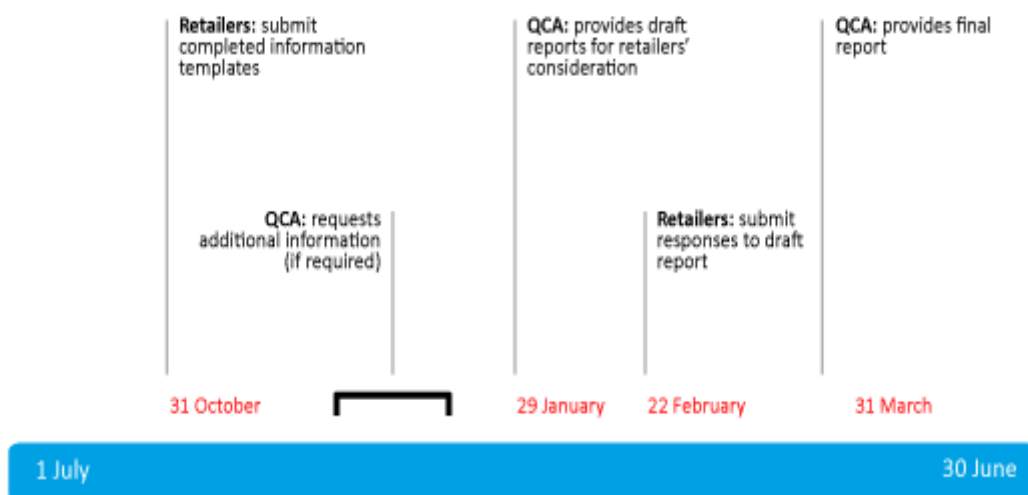 Retailers: submit
completed information
templates
QCA: provides draft
reports for retailers'
consideration
QCA: provides final
report
QCA: requests
additional information
(if required)
Retailers: submit
responses to draft
report
31 October
29 January
22 February
31 March
1 July
30 June